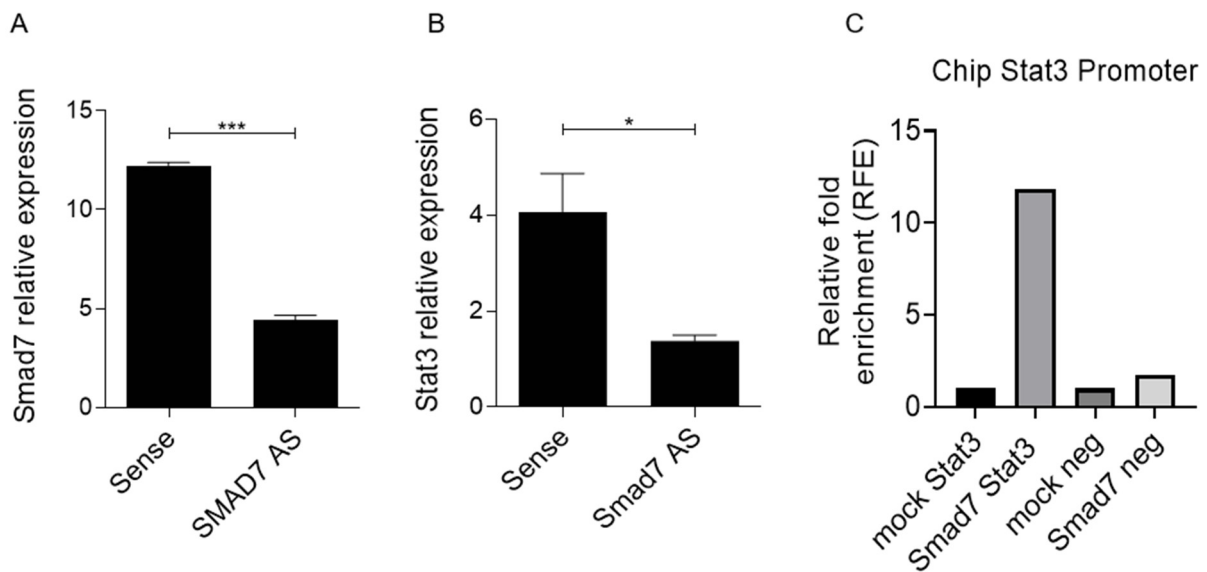 A
Smad7 relative expression
15
10
5
0
***
Sense
SMAD7 AS
B
Stat3 relative expression
6
4
2
0
*
Sense
Smad7 AS
C
Chip Stat3 Promoter
Relative fold
enrichment (RFE)
15
10
5
0
mock Stat3
Smad7 Stat3
mock neg
Smad7 neg